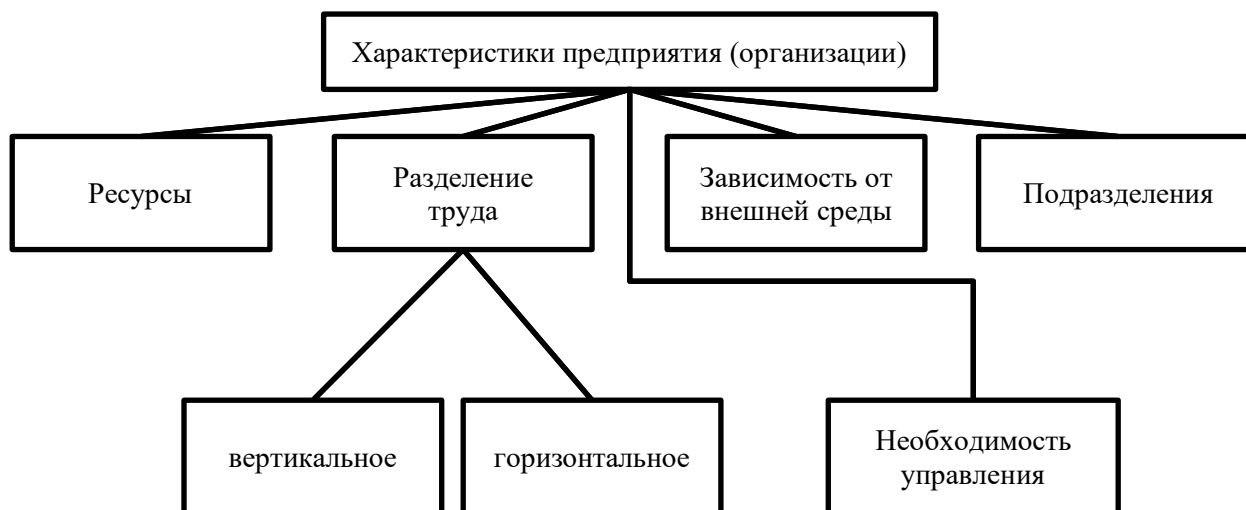 Характеристики предприятия (организации)
Ресурсы
Разделение
труда
Зависимость от
внешней среды
Подразделения
вертикальное
горизонтальное
Необходимость
управления